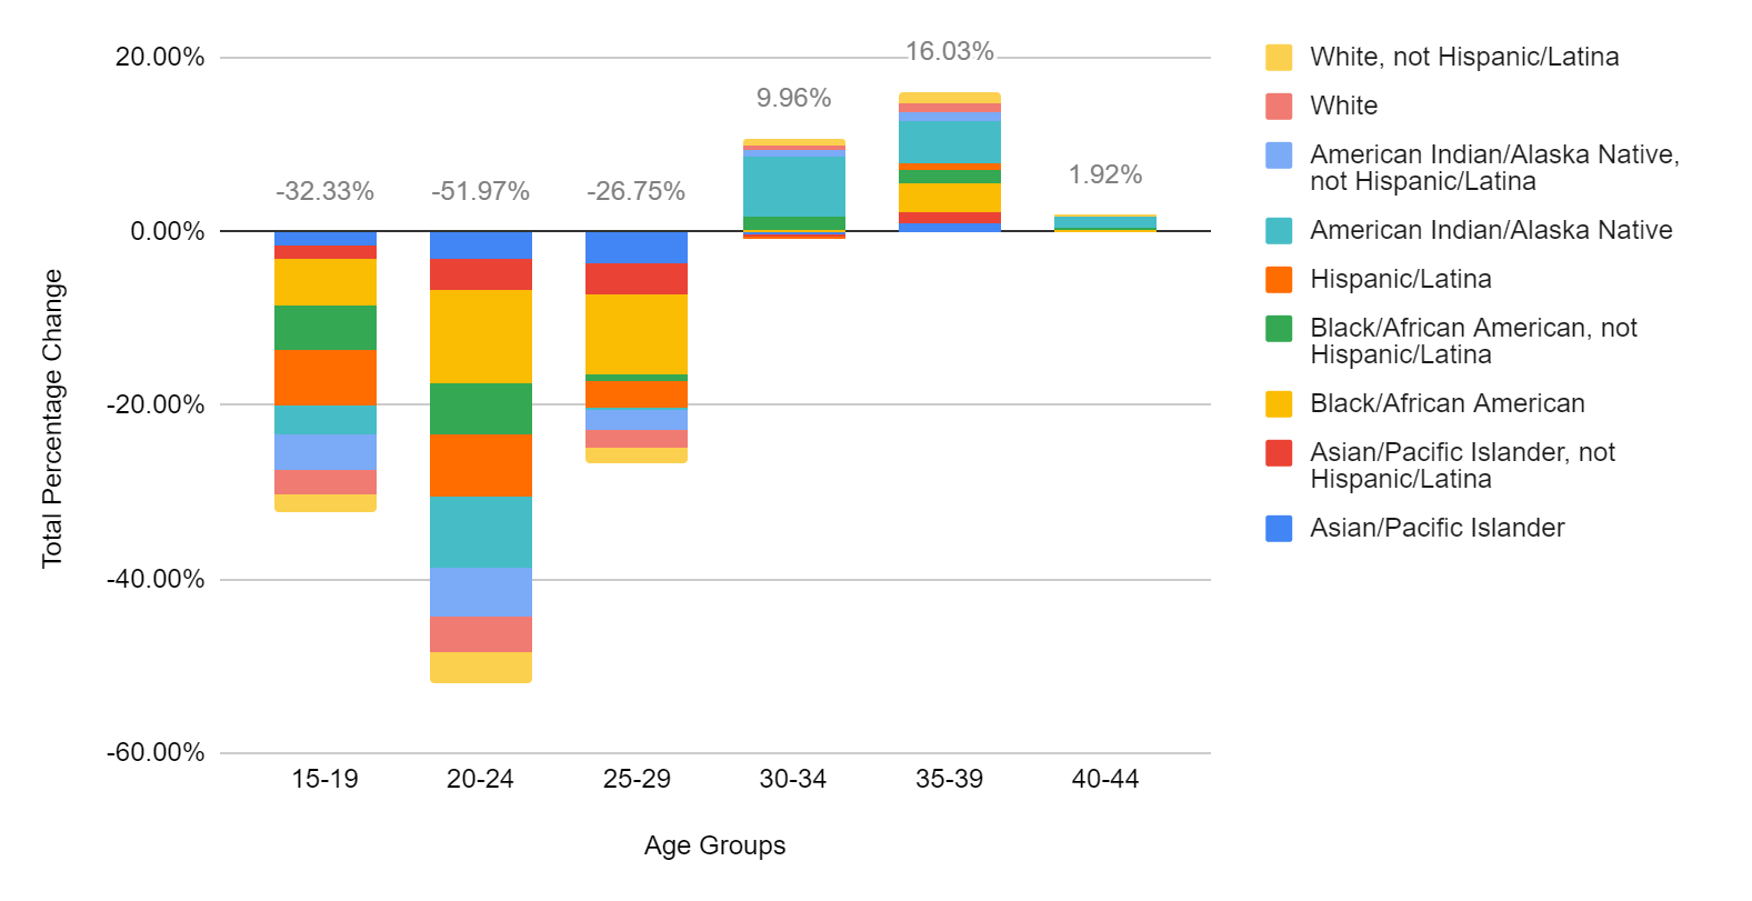 20.00%
0.00%
-20.00%
-40.00%
-60.00%
Total Percentage Change
-32.33%
-51.97%
-26.75%
9.96%
16.03%
1.92%
15-19
20-24
25-29
30-34
35-39
40-44
Age Groups
White, not Hispanic/Latina
White
American Indian/Alaska Native,
not Hispanic/Latina
American Indian/Alaska Native
Hispanic/Latina
Black/African American, not
Hispanic/Latina
Black/African American
Asian/Pacific Islander, not
Hispanic/Latina
Asian/Pacific Islander